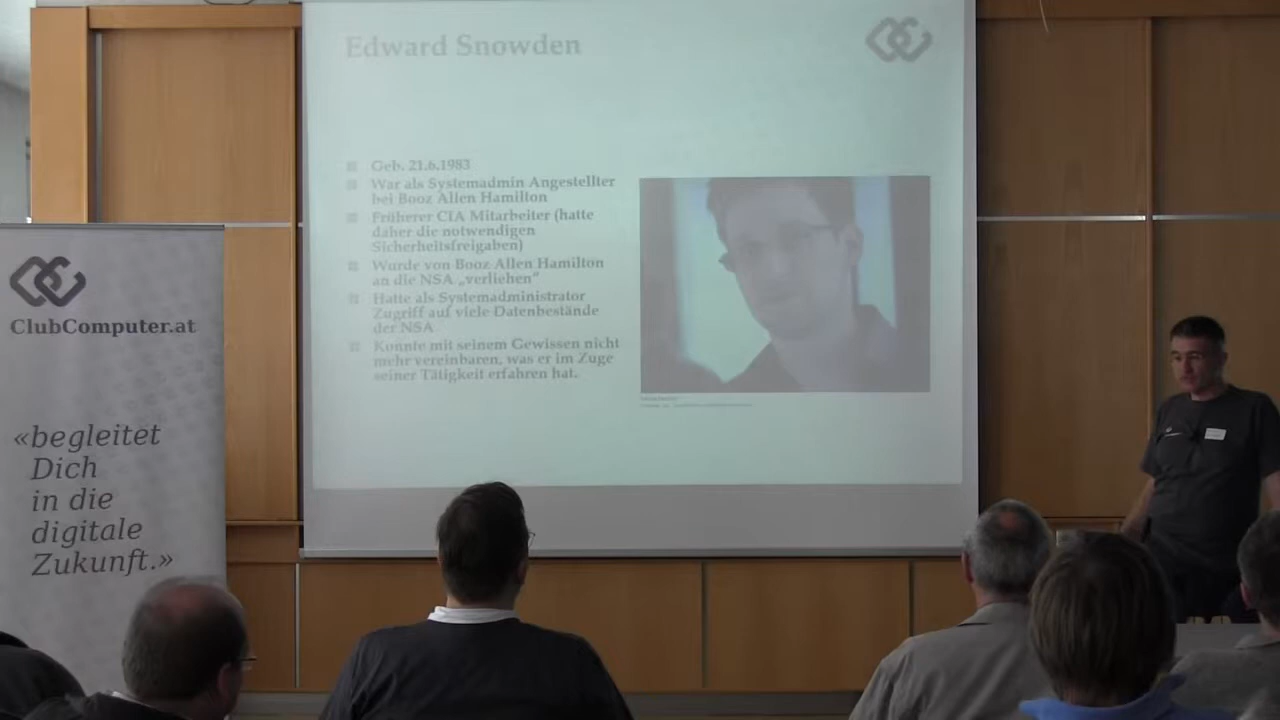 Edward Snowden
Geb. 21.6.1983
War als Systemadmin Angestellter
bei Booz Allen Hamilton
Früherer CIA Mitarbeiter (hatte
daher die notwendigen
Sicherheitsfreigaben)
Wurde von Booz Allen Hamilton
an die NSA „verliehen“
Hatte als Systemadministrator
Zugriff auf viele Datenbestände
der NSA
Konnte mit seinem Gewissen nicht
mehr vereinbaren, was er im Zuge
seiner Tätigkeit erfahren hat.
ClubComputer.at
«begleitet
Dich
in die
digitale
Zukunft.»